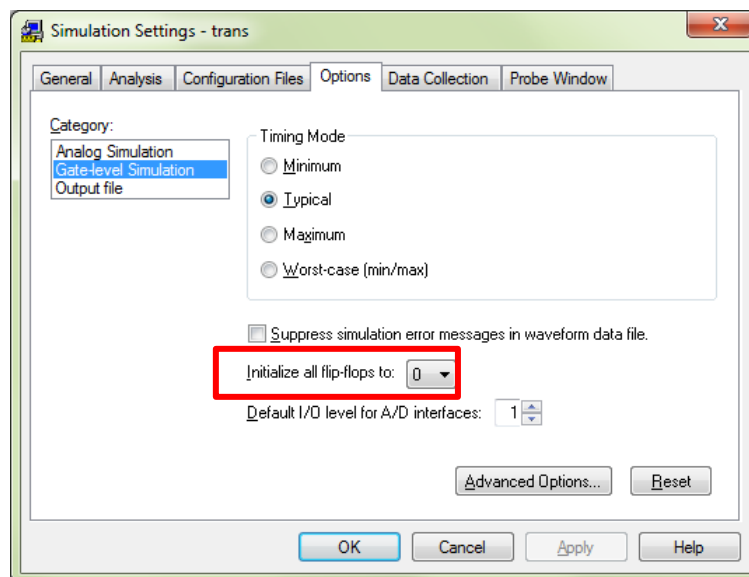 Simulation Settings - trans
General Analysis Configuration Files Options Data Collection Probe Window
Category:
Analog Simulation
Gate-level Simulation
Output file
Timing Mode
Minimum
Typical
Maximum
Worst-case (min/max)
Suppress simulation error messages in waveform data file.
Initialize all flip-flops to: 0
Default I/O level for A/D interfaces: 1
Advanced Options... Reset
OK Cancel Apply Help